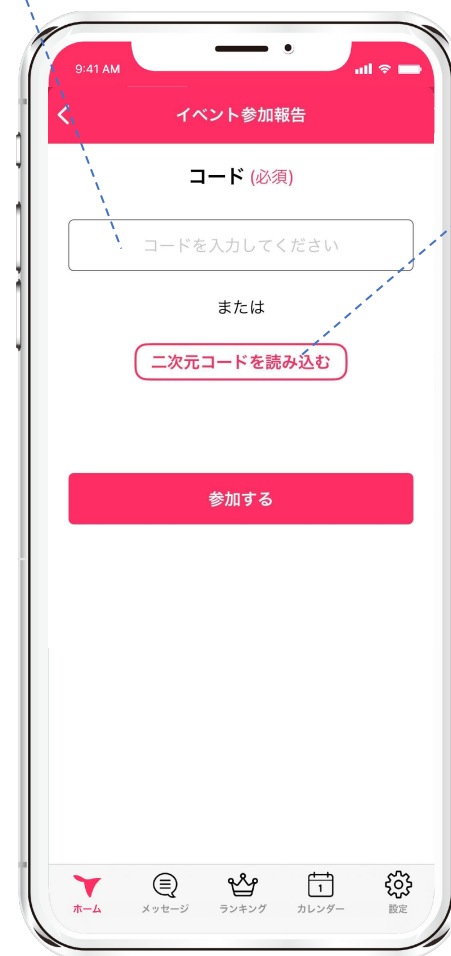 9:41 AM
イベント参加報告
コード (必須)
コードを入力してください
または
二次元コードを読み込む
参加する
1
ホーム
メッセージ
ランキング
カレンダー
設定